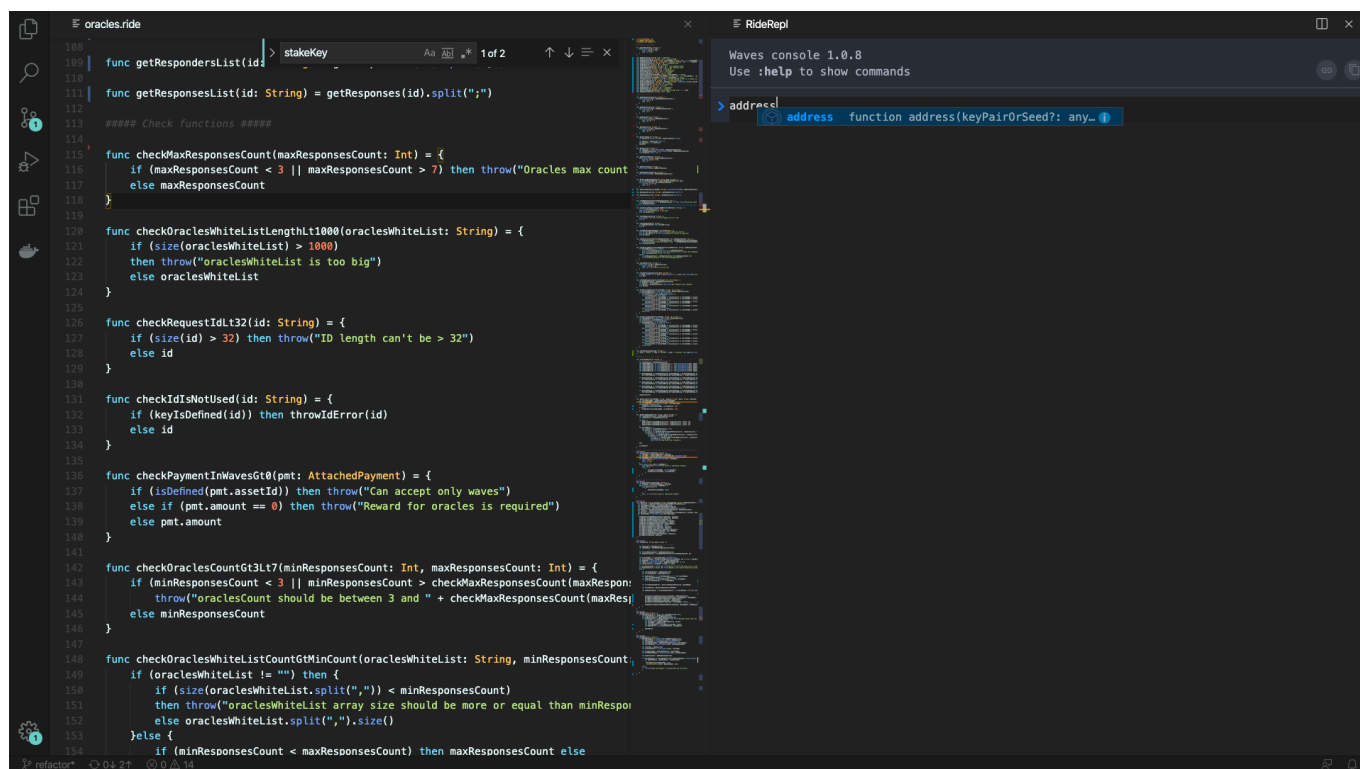 oracles.ride
stakeKey
Aa Abl .* 1 of 2
108
109 func getRespondersList(id:
110
111 func getResponsesList(id: String) = getResponses(id).split(";")
112
113 ##### Check functions #####
114
115 func checkMaxResponsesCount(maxResponsesCount: Int) = {
116 if (maxResponsesCount < 3 || maxResponsesCount > 7) then throw("Oracles max count
117 else maxResponsesCount
118 }
119
120 func checkOraclesWhiteListLengthLt1000(oraclesWhiteList: String) = {
121 if (size(oraclesWhiteList) > 1000)
122 then throw("oraclesWhiteList is too big")
123 else oraclesWhiteList
124 }
125
126 func checkRequestIdLt32(id: String) = {
127 if (size(id) > 32) then throw("ID length can't be > 32")
128 else id
129 }
130
131 func checkIdIsNotUsed(id: String) = {
132 if (keyIsDefined(id)) then throwIdError(id)
133 else id
134 }
135
136 func checkPaymentInWavesGt0(pmt: AttachedPayment) = {
137 if (isDefined(pmt.assetId)) then throw("Can accept only waves")
138 else if (pmt.amount == 0) then throw("Reward for oracles is required")
139 else pmt.amount
140 }
141
142 func checkOraclesCountGt3Lt7(minResponsesCount: Int, maxResponsesCount: Int) = {
143 if (minResponsesCount < 3 || minResponsesCount > checkMaxResponsesCount(maxRespon
144 throw("oraclesCount should be between 3 and " + checkMaxResponsesCount(maxRes
145 else minResponsesCount
146 }
147
148 func checkOraclesWhiteListCountGtMinCount(oraclesWhiteList: String, minResponsesCount
149 if (oraclesWhiteList != "") then {
150 if (size(oraclesWhiteList.split(",")) < minResponsesCount)
151 then throw("oraclesWhiteList array size should be more or equal than minRespo
152 else oraclesWhiteList.split(",").size()
153 }else {
154 if (minResponsesCount < maxResponsesCount) then maxResponsesCount else
RideRepl
Waves console 1.0.8
Use :help to show commands
> address
address function address(keyPairOrSeed?: any…
1
1
refactor* 0↓ 2↑ 0 14